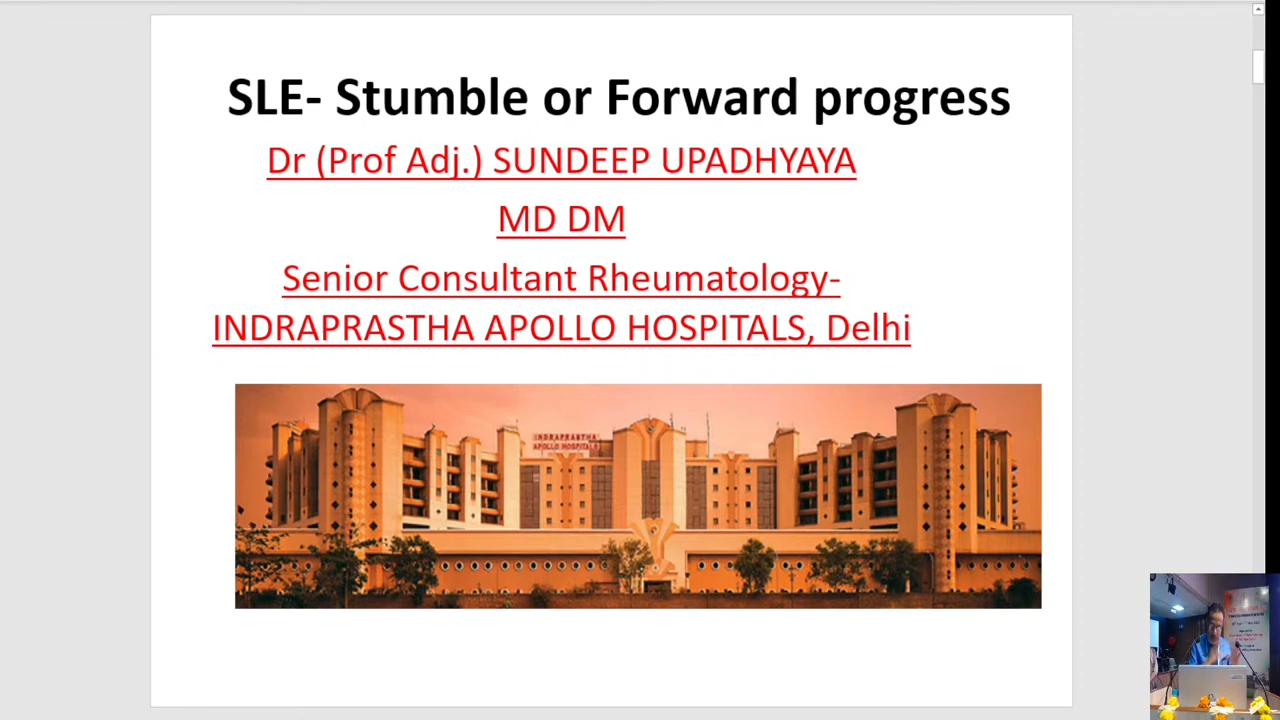 SLE- Stumble or Forward progress
Dr (Prof Adj.) SUNDEEP UPADHYAYA
MD DM
Senior Consultant Rheumatology-
INDRAPRASTHA APOLLO HOSPITALS, Delhi
INDRAPRASTHA
APOLLO HOSPITALS